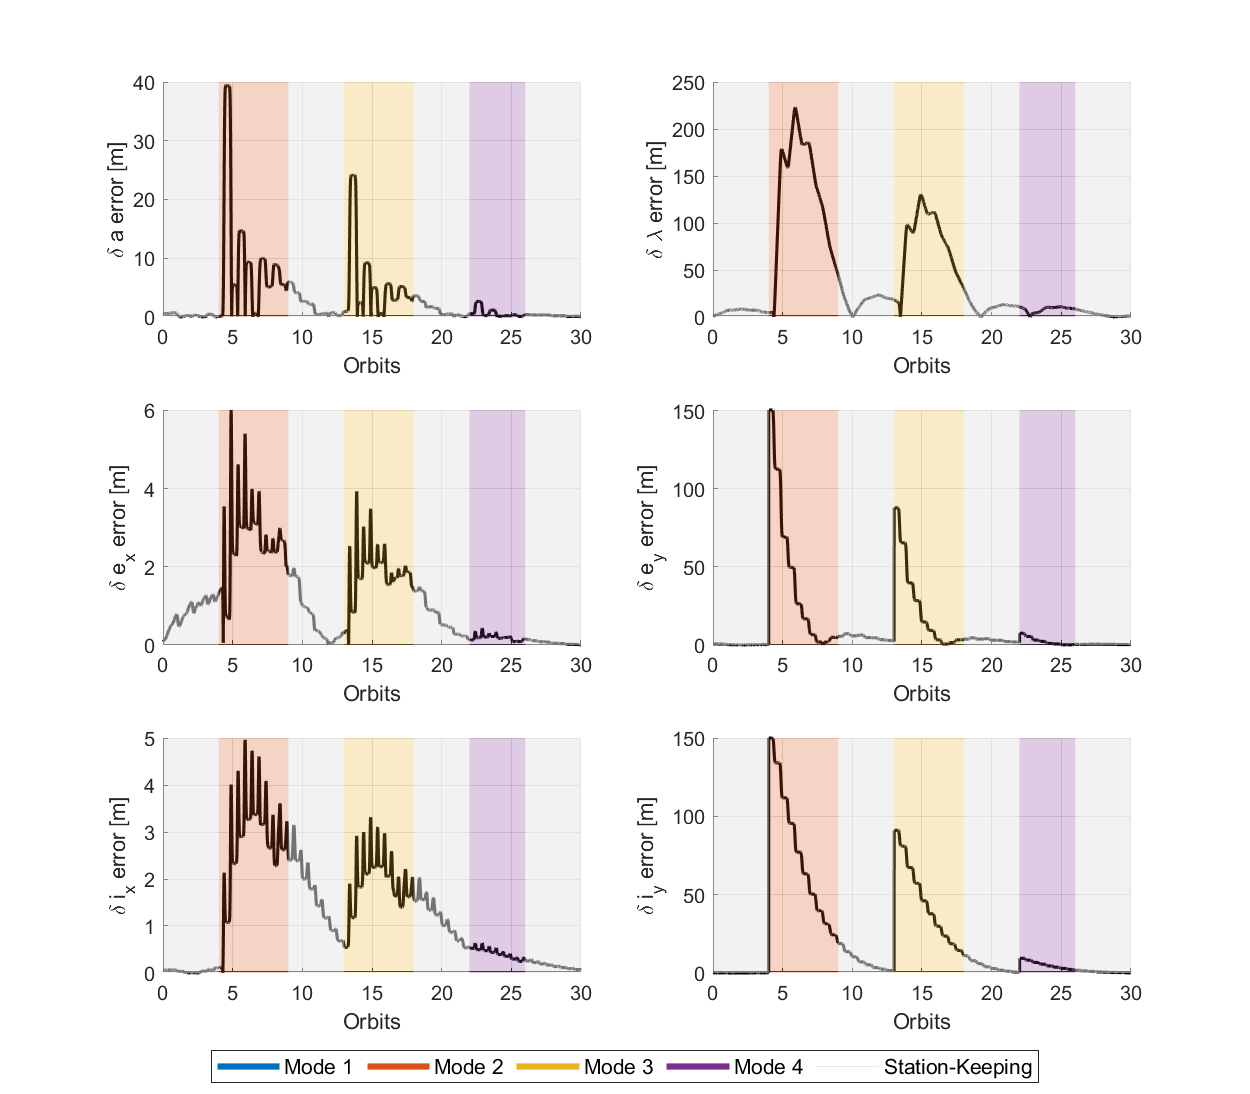 40
30
20
10
0
δ a error [m]
0 5 10 15 20 25 30
Orbits
250
200
150
100
50
0
δ λ error [m]
0 5 10 15 20 25 30
Orbits
6
4
2
0
δ e_x error [m]
0 5 10 15 20 25 30
Orbits
150
100
50
0
δ e_y error [m]
0 5 10 15 20 25 30
Orbits
5
4
3
2
1
0
δ i_x error [m]
0 5 10 15 20 25 30
Orbits
150
100
50
0
δ i_y error [m]
0 5 10 15 20 25 30
Orbits
Mode 1 Mode 2 Mode 3 Mode 4 Station-Keeping